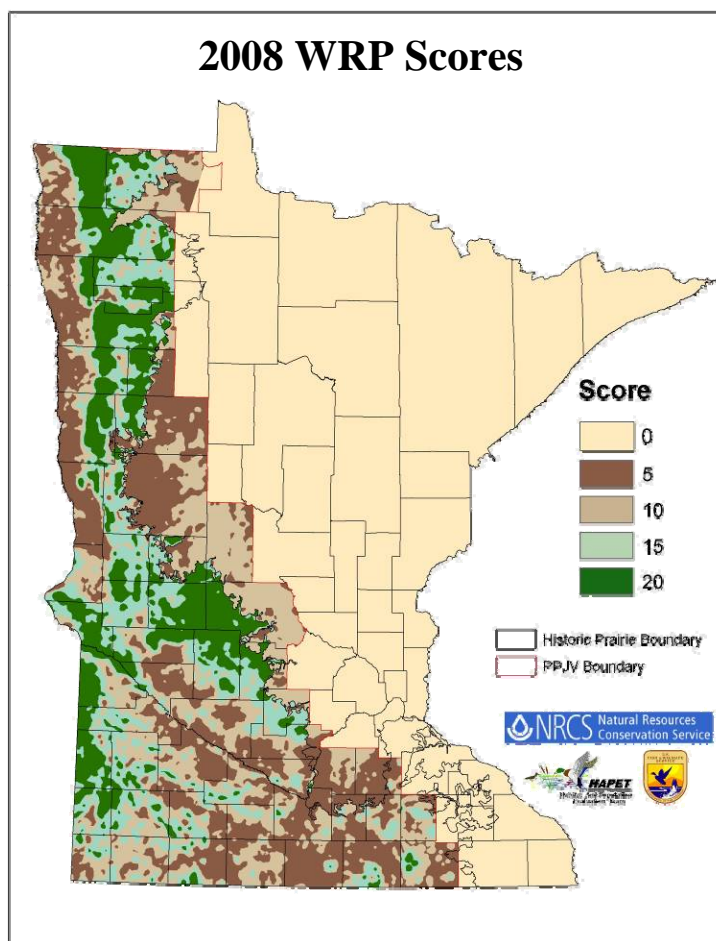 2008 WRP Scores
Score
0
5
10
15
20
Historic Prairie Boundary
PPJV Boundary
NRCS Natural Resources
Conservation Service
HAPET